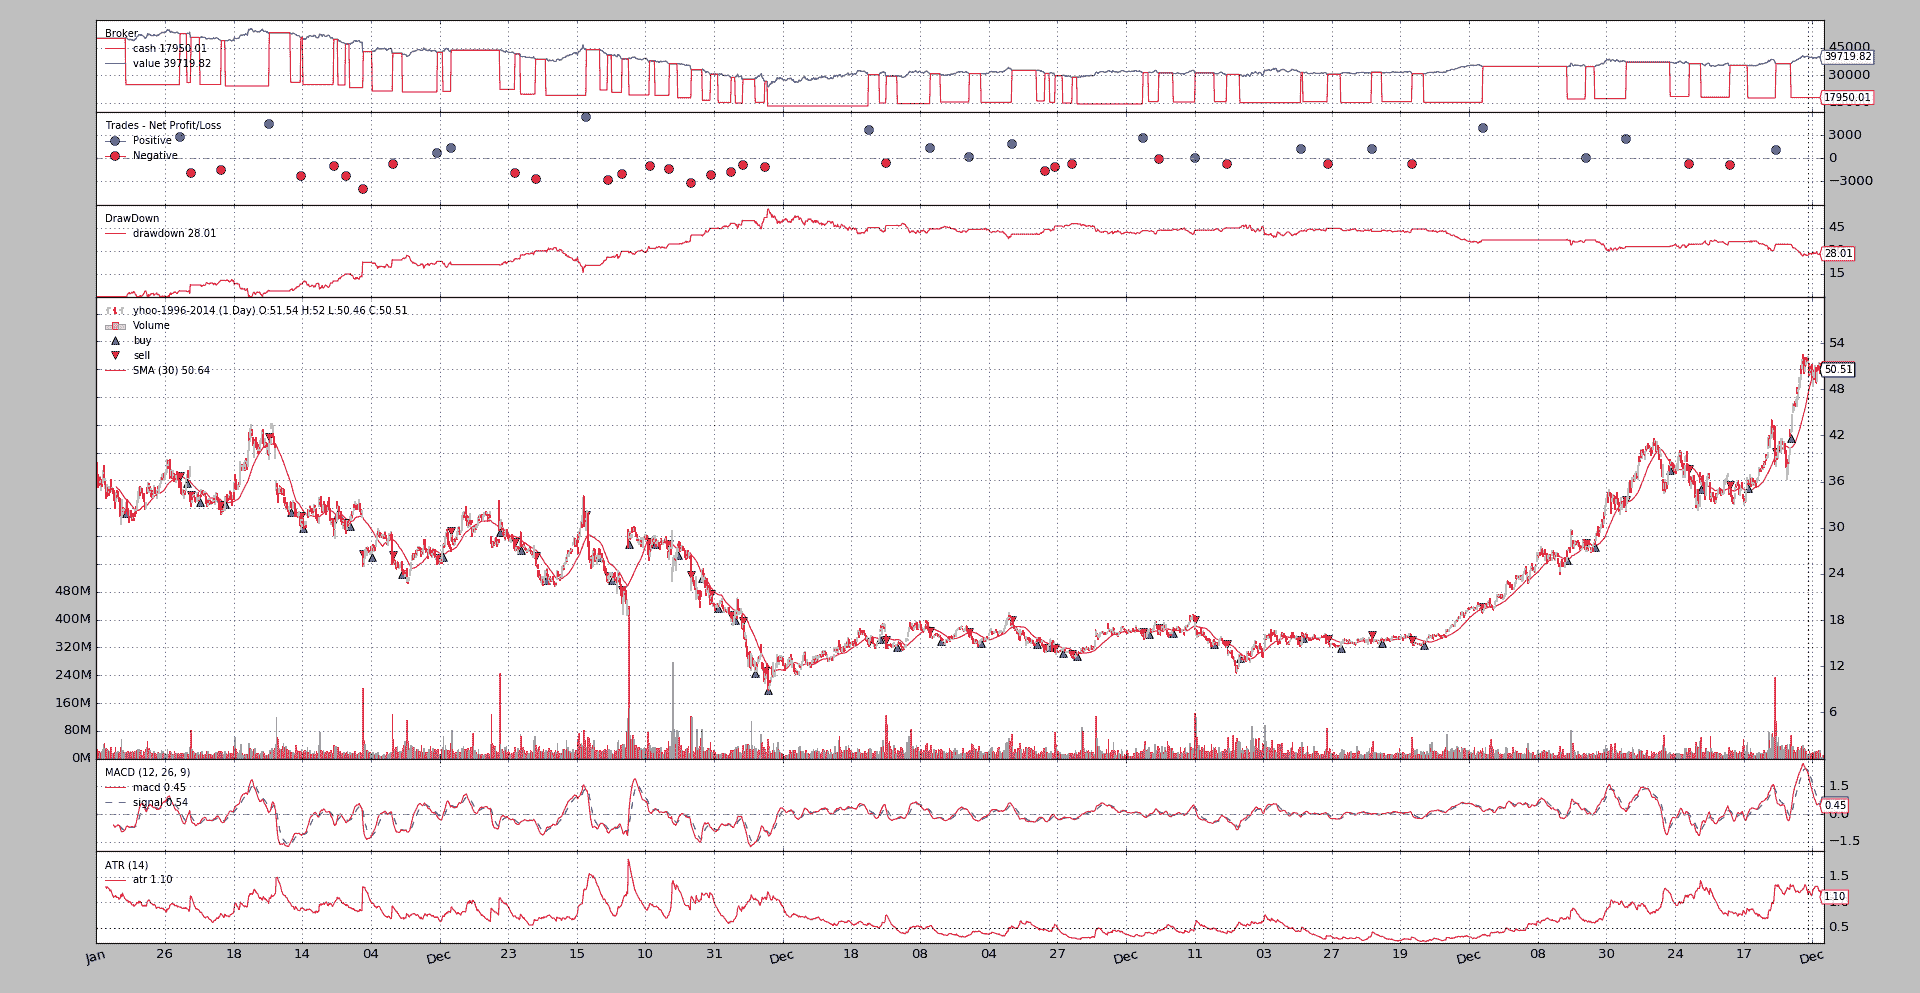 Broker
cash 17950.01
value 39719.82
45000
39719.82
30000
17950.01
Trades - Net Profit/Loss
Positive
Negative
3000
0
−3000
DrawDown
drawdown 28.01
45
28.01
15
yhoo-1996-2014 (1 Day) O:51.54 H:52 L:50.46 C:50.51
Volume
buy
sell
SMA (30) 50.64
54
50.51
48
42
36
30
24
18
12
6
480M
400M
320M
240M
160M
80M
0M
MACD (12, 26, 9)
macd 0.45
signal 0.54
1.5
0.45
0.0
−1.5
ATR (14)
atr 1.10
1.5
1.10
0.5
Jan 26 18 14 04 Dec 23 15 10 31 Dec 18 08 04 27 Dec 11 03 27 19 Dec 08 30 24 17 Dec